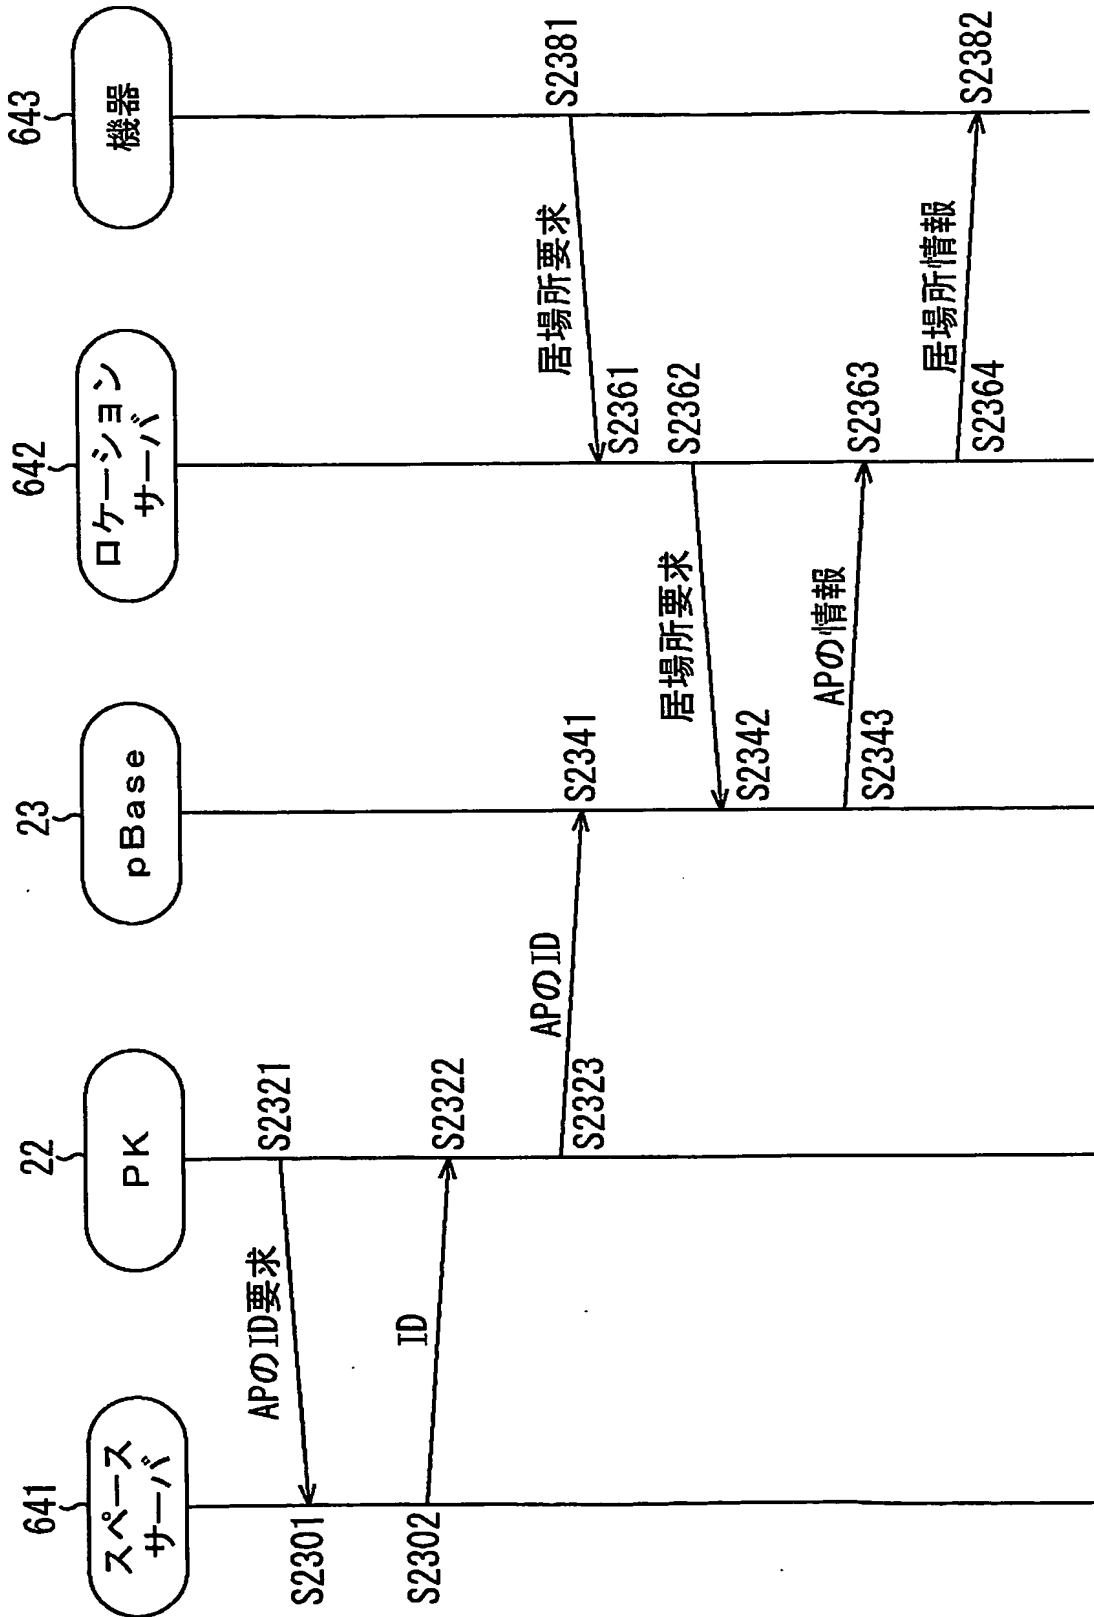 641
スペース
サーバ
22
PK
23
pBase
642
ロケーション
サーバ
643
機器
S2321
APのID要求
S2301
S2302
ID
S2322
S2323
APのID
S2341
S2381
居場所要求
S2361
S2362
居場所要求
S2342
S2343
APの情報
S2363
S2364
居場所情報
S2382